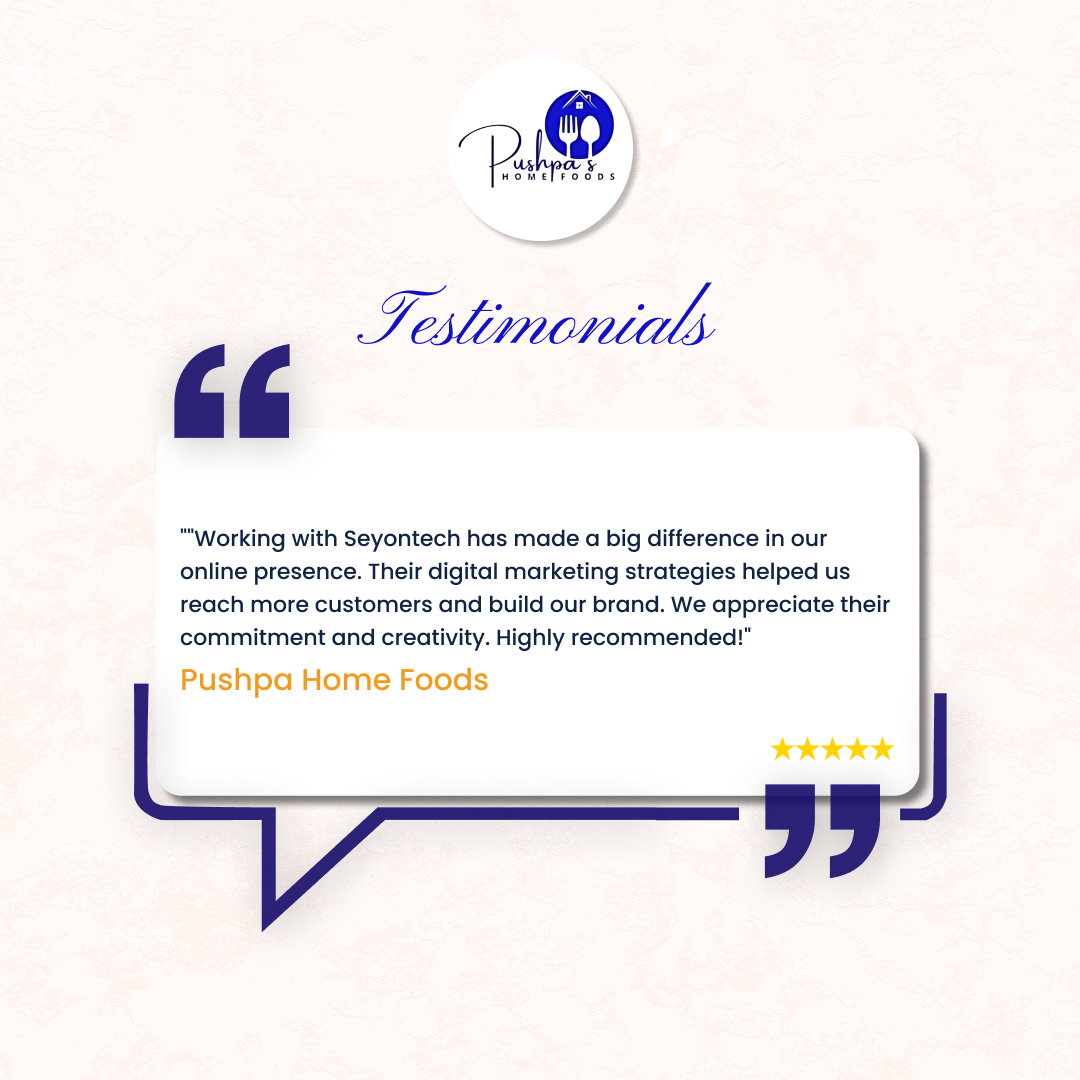 Pushpa's
HOME FOODS
Testimonials
""Working with Seyontech has made a big difference in our
online presence. Their digital marketing strategies helped us
reach more customers and build our brand. We appreciate their
commitment and creativity. Highly recommended!"
Pushpa Home Foods